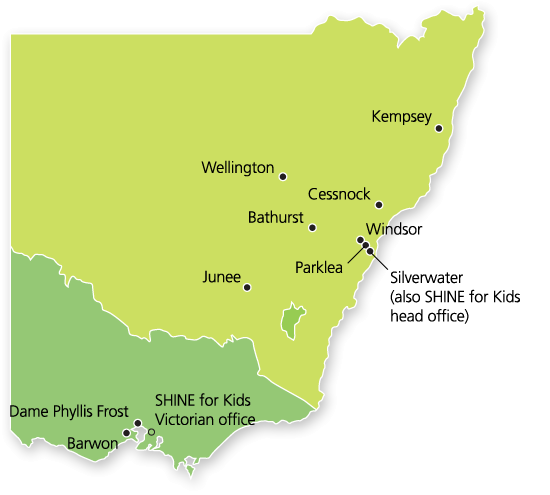 Kempsey
Wellington
Cessnock
Bathurst
Windsor
Parklea
Junee
Silverwater
(also SHINE for Kids
head office)
SHINE for Kids
Victorian office
Dame Phyllis Frost
Barwon